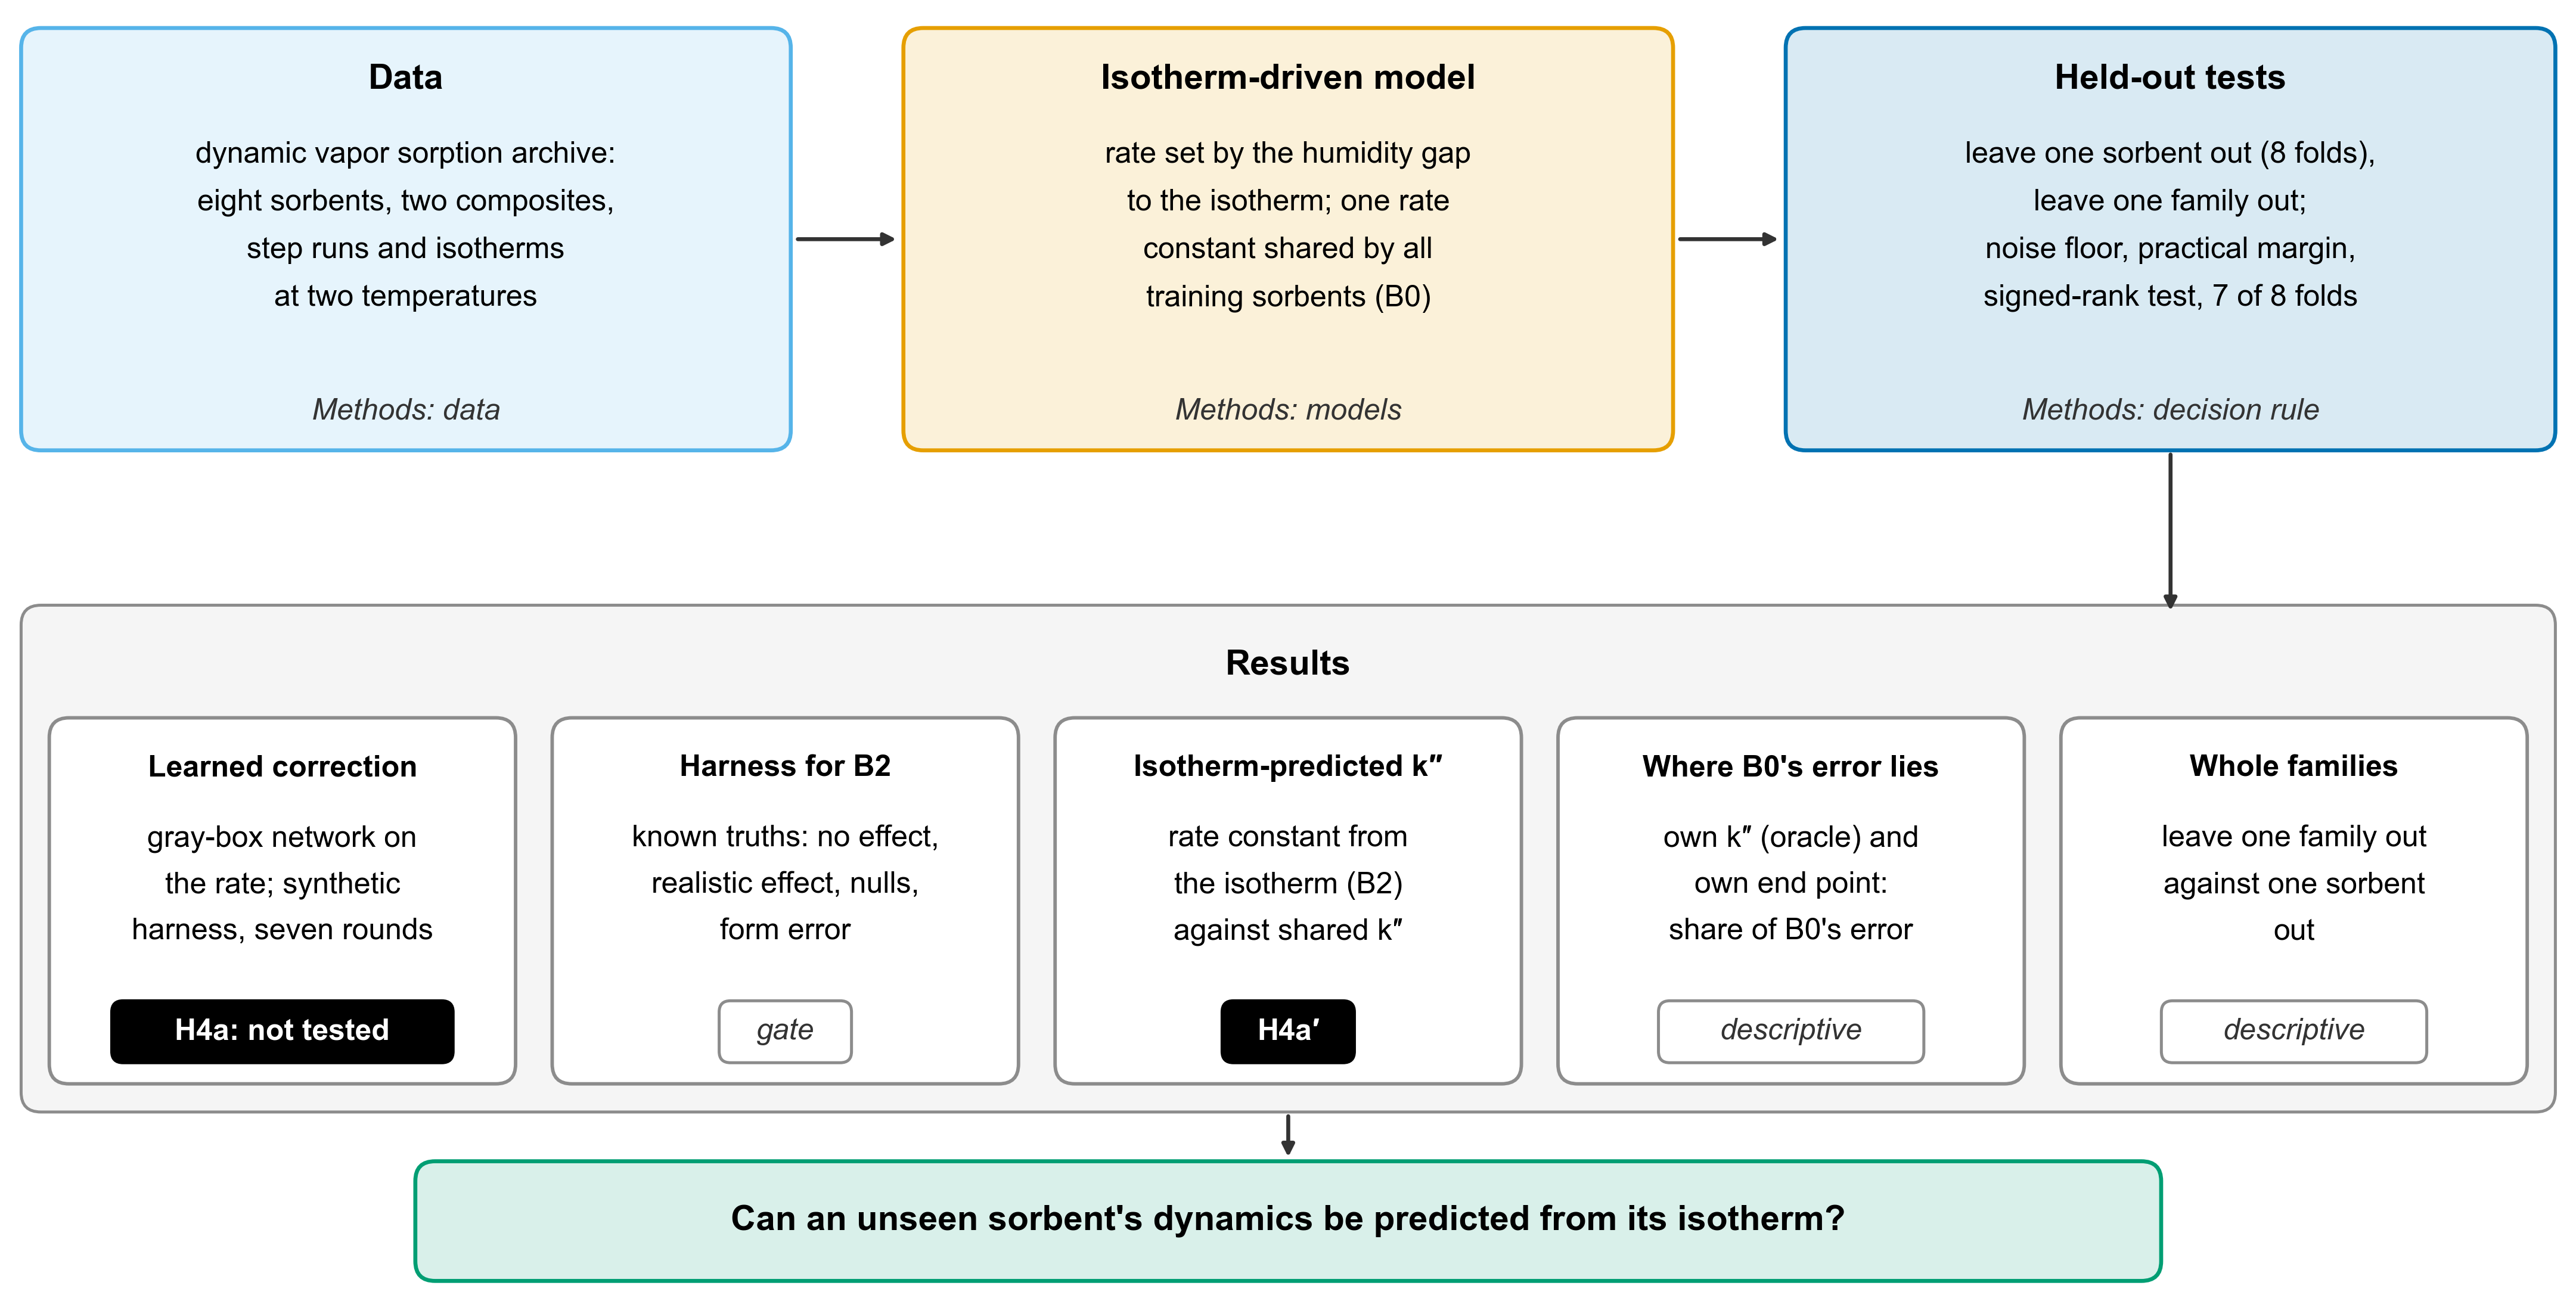 Data
dynamic vapor sorption archive:
eight sorbents, two composites,
step runs and isotherms
at two temperatures
Methods: data
Isotherm-driven model
rate set by the humidity gap
to the isotherm; one rate
constant shared by all
training sorbents (B0)
Methods: models
Held-out tests
leave one sorbent out (8 folds),
leave one family out;
noise floor, practical margin,
signed-rank test, 7 of 8 folds
Methods: decision rule
Results
Learned correction
gray-box network on
the rate; synthetic
harness, seven rounds
H4a: not tested
Harness for B2
known truths: no effect,
realistic effect, nulls,
form error
gate
Isotherm-predicted k″
rate constant from
the isotherm (B2)
against shared k″
H4a′
Where B0's error lies
own k″ (oracle) and
own end point:
share of B0's error
descriptive
Whole families
leave one family out
against one sorbent
out
descriptive
Can an unseen sorbent's dynamics be predicted from its isotherm?